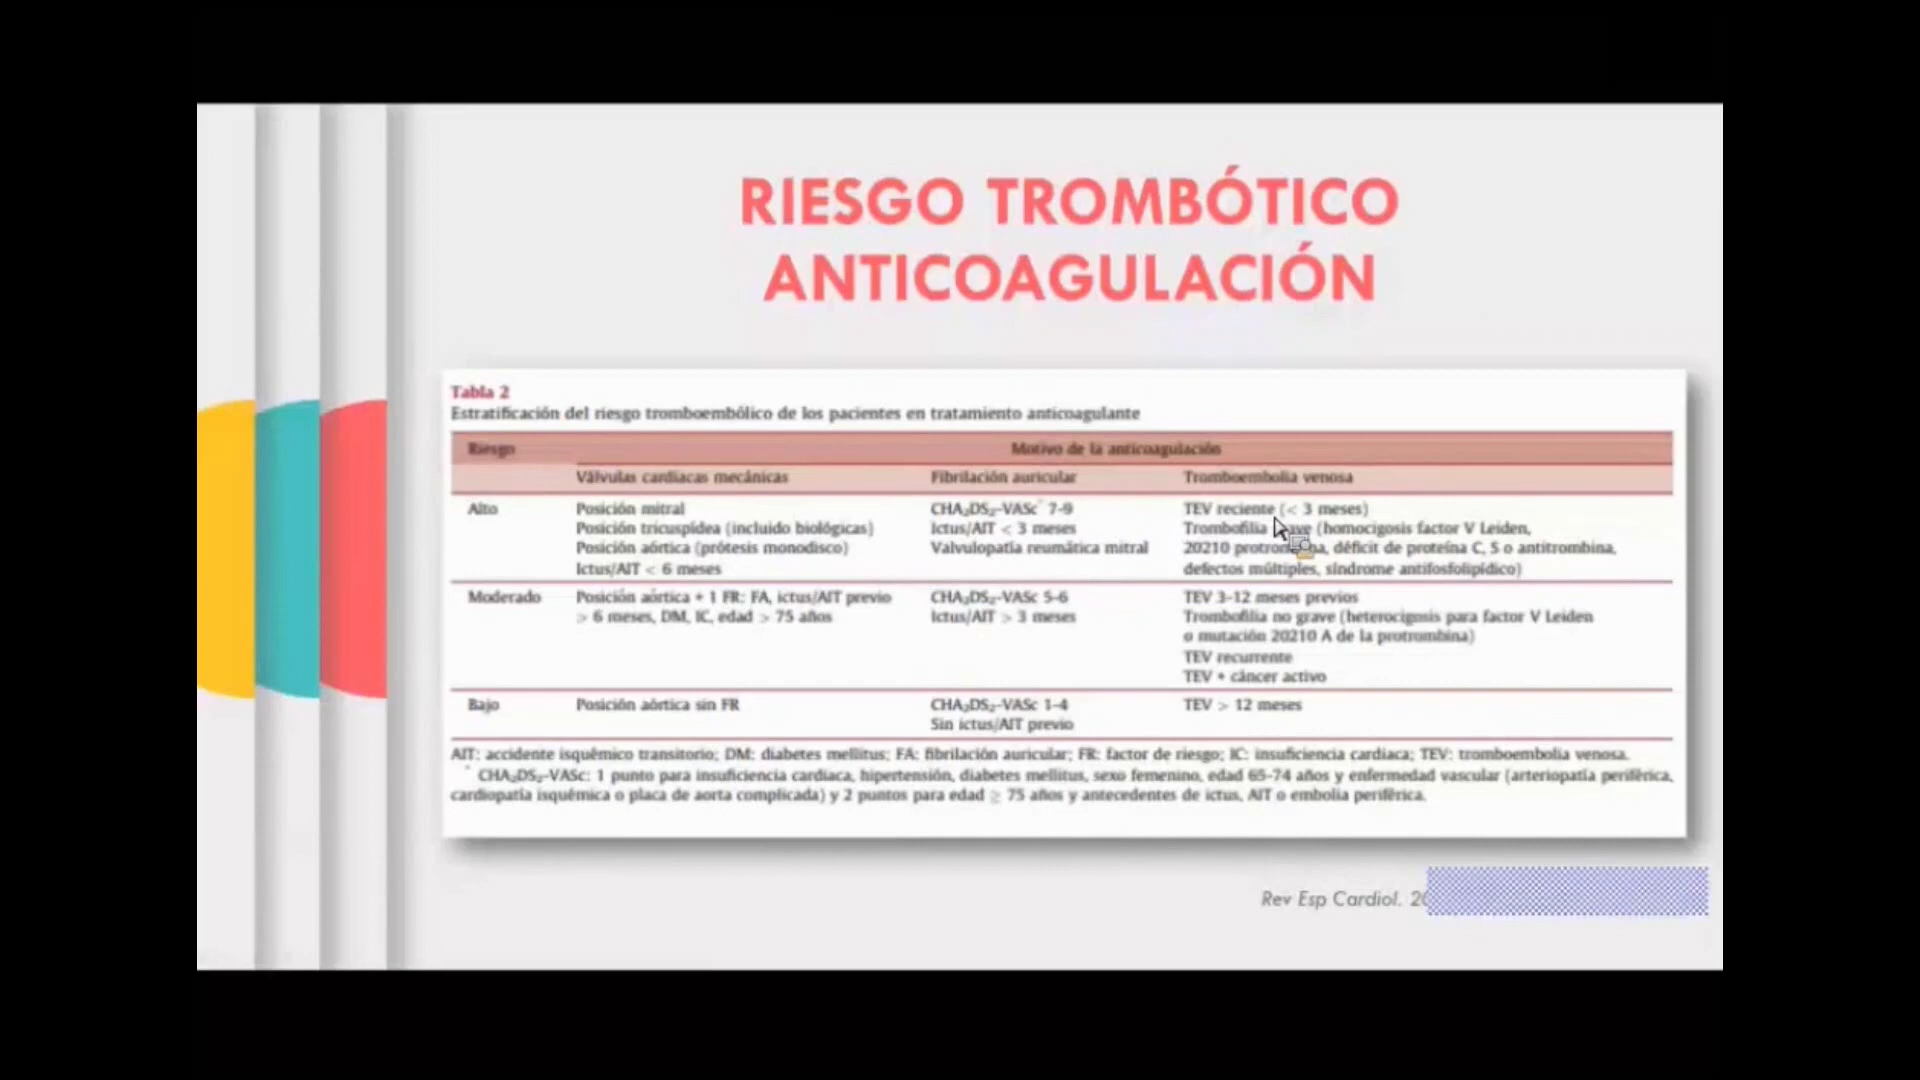 RIESGO TROMBÓTICO
ANTICOAGULACIÓN
Tabla 2
Estratificación del riesgo tromboembólico de los pacientes en tratamiento anticoagulante
Riesgo Motivo de la anticoagulación
Válvulas cardiacas mecánicas Fibrilación auricular Tromboembolia venosa
Alto Posición mitral CHA₂DS₂-VASc* 7-9 TEV reciente (< 3 meses)
Posición tricuspídea (incluido biológicas) Ictus/AIT < 3 meses Trombofilia (homocigosis factor V Leiden,
Posición aórtica (prótesis monodisco) Valvulopatía reumática mitral 20210 déficit de proteína C, S o antitrombina,
Ictus/AIT < 6 meses defectos múltiples, síndrome antifosfolipídico)
Moderado Posición aórtica + 1 FR: FA, ictus/AIT previo CHA₂DS₂-VASc 5-6 TEV 3-12 meses previos
> 6 meses, DM, IC, edad > 75 años Ictus/AIT > 3 meses Trombofilia no grave (heterocigosis para factor V Leiden
o mutación 20210 A de la protrombina)
TEV recurrente
TEV + cáncer activo
Bajo Posición aórtica sin FR CHA₂DS₂-VASc 1-4 TEV > 12 meses
Sin ictus/AIT previo
AIT: accidente isquémico transitorio; DM: diabetes mellitus; FA: fibrilación auricular; FR: factor de riesgo; IC: insuficiencia cardiaca; TEV: tromboembolia venosa.
* CHA₂DS₂-VASc: 1 punto para insuficiencia cardiaca, hipertensión, diabetes mellitus, sexo femenino, edad 65-74 años y enfermedad vascular (arteriopatía periférica,
cardiopatía isquémica o placa de aorta complicada) y 2 puntos para edad ≥ 75 años y antecedentes de ictus, AIT o embolia periférica.
Rev Esp Cardiol.